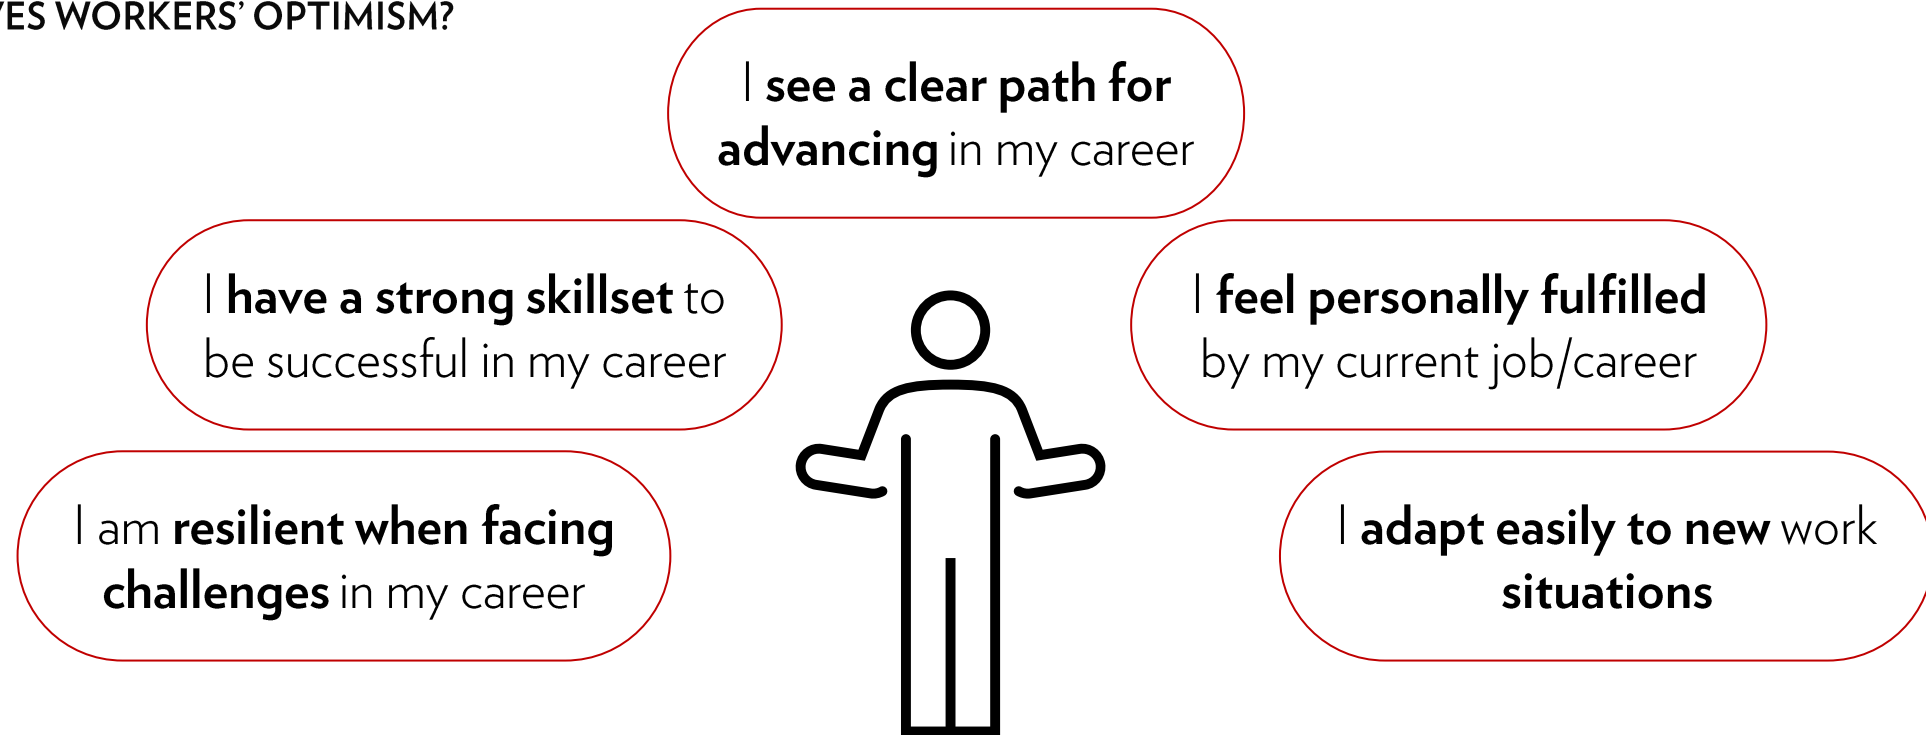 WORKERS’ OPTIMISM?
I see a clear path for
advancing in my career
I have a strong skillset to
be successful in my career
I feel personally fulfilled
by my current job/career
I am resilient when facing
challenges in my career
I adapt easily to new work
situations